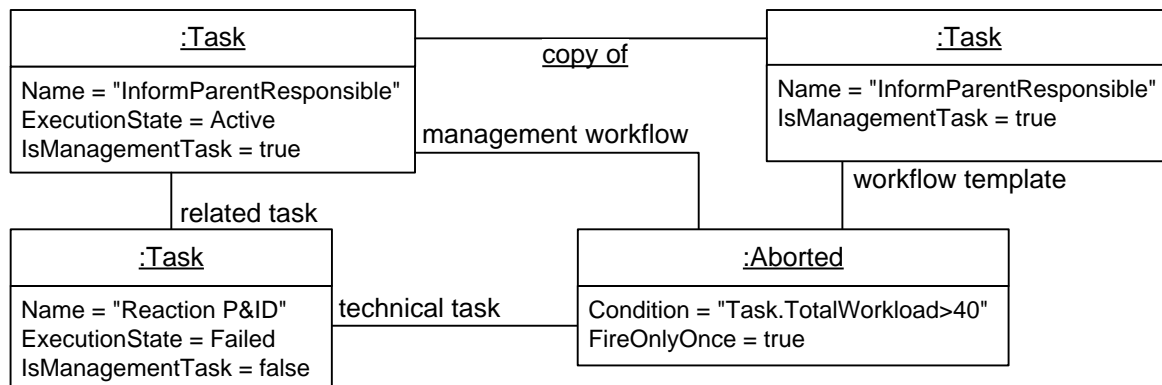 :Task
Name = "InformParentResponsible"
ExecutionState = Active
IsManagementTask = true
copy of
:Task
Name = "InformParentResponsible"
IsManagementTask = true
management workflow
workflow template
related task
:Task
Name = "Reaction P&ID"
ExecutionState = Failed
IsManagementTask = false
technical task
:Aborted
Condition = "Task.TotalWorkload>40"
FireOnlyOnce = true